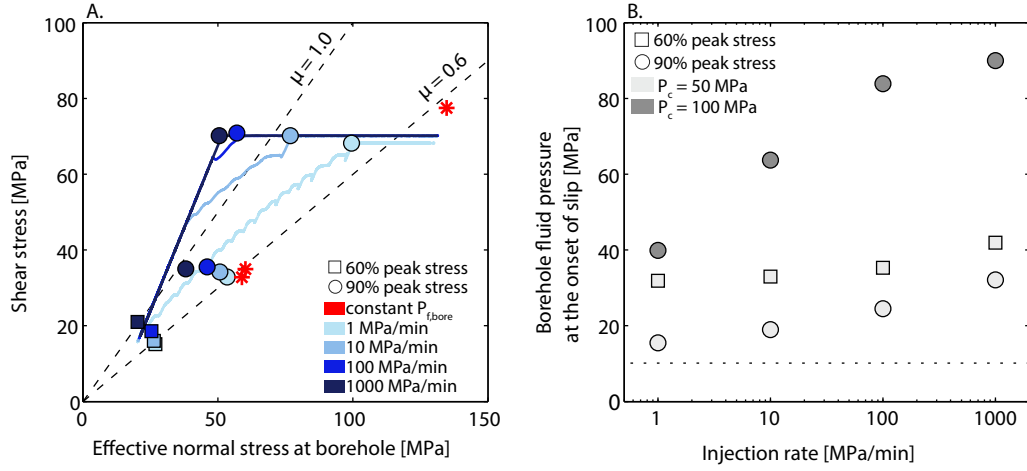 A.
100
80
60
40
20
0
0
50
100
150
Shear stress [MPa]
Effective normal stress at borehole [MPa]
μ = 1.0
μ = 0.6
60% peak stress
90% peak stress
constant P f,bore
1 MPa/min
10 MPa/min
100 MPa/min
1000 MPa/min
B.
100
80
60
40
20
0
1
10
100
1000
Borehole fluid pressure
at the onset of slip [MPa]
Injection rate [MPa/min]
60% peak stress
90% peak stress
P c = 50 MPa
P c = 100 MPa